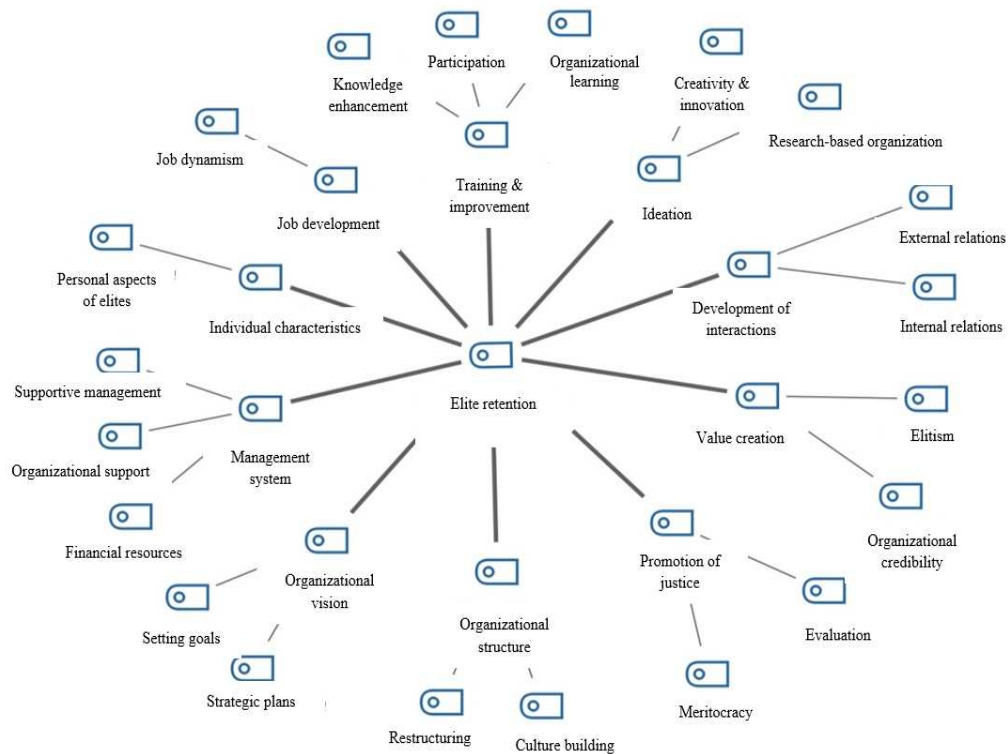 Participation
Organizational
learning
Knowledge
enhancement
Creativity &
innovation
Research-based organization
Job dynamism
Training &
improvement
Job development
Ideation
External relations
Personal aspects
of elites
Individual characteristics
Development of
interactions
Internal relations
Supportive management
Elite retention
Value creation
Elitism
Organizational support
Management
system
Financial resources
Organizational
credibility
Organizational
vision
Promotion of
justice
Setting goals
Organizational
structure
Evaluation
Strategic plans
Meritocracy
Restructuring
Culture building